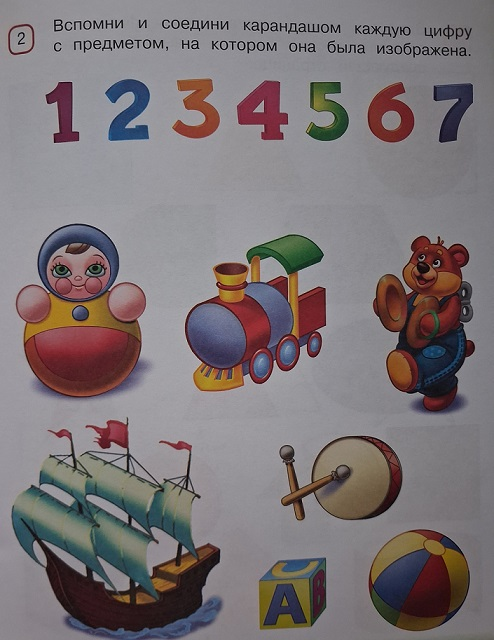 2
Вспомни и соедини карандашом каждую цифру
с предметом, на котором она была изображена.
1 2 3 4 5 6 7
С
А В